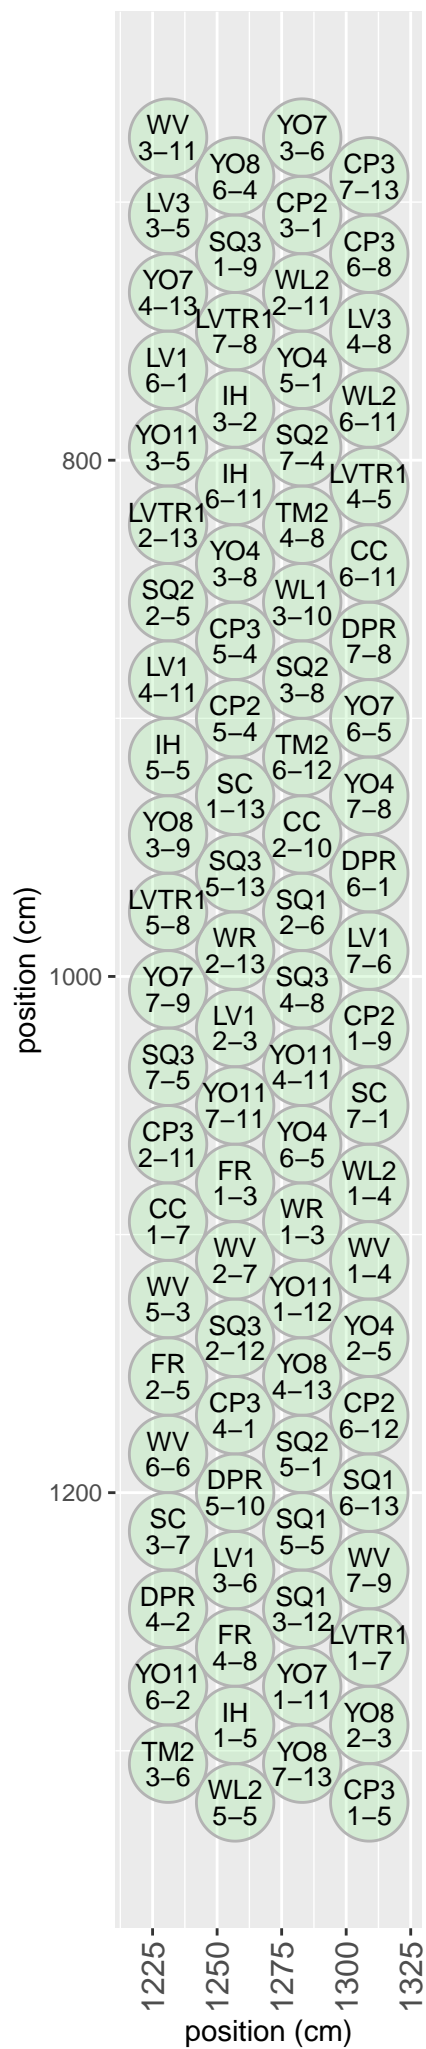 WV
3–11
YO7
3–6
YO8
6–4
CP3
7–13
LV3
3–5
CP2
3–1
SQ3
1–9
CP3
6–8
YO7
4–13
WL2
2–11
LVTR1
7–8
LV3
4–8
LV1
6–1
YO4
5–1
IH
3–2
WL2
6–11
YO11
3–5
SQ2
7–4
800
IH
6–11
LVTR1
4–5
LVTR1
2–13
TM2
4–8
YO4
3–8
CC
6–11
SQ2
2–5
WL1
3–10
CP3
5–4
DPR
7–8
LV1
4–11
SQ2
3–8
CP2
5–4
YO7
6–5
IH
5–5
TM2
6–12
SC
1–13
YO4
7–8
YO8
3–9
CC
2–10
SQ3
5–13
DPR
6–1
LVTR1
5–8
SQ1
2–6
WR
2–13
LV1
7–6
position (cm)
1000
YO7
7–9
SQ3
4–8
LV1
2–3
CP2
1–9
SQ3
7–5
YO11
4–11
YO11
7–11
SC
7–1
CP3
2–11
YO4
6–5
FR
1–3
WL2
1–4
CC
1–7
WR
1–3
WV
2–7
WV
1–4
WV
5–3
YO11
1–12
SQ3
2–12
YO4
2–5
FR
2–5
YO8
4–13
CP3
4–1
CP2
6–12
WV
6–6
SQ2
5–1
1200
DPR
5–10
SQ1
6–13
SC
3–7
SQ1
5–5
LV1
3–6
WV
7–9
DPR
4–2
SQ1
3–12
FR
4–8
LVTR1
1–7
YO11
6–2
YO7
1–11
IH
1–5
YO8
2–3
TM2
3–6
YO8
7–13
WL2
5–5
CP3
1–5
1225
1250
1275
1300
1325
position (cm)